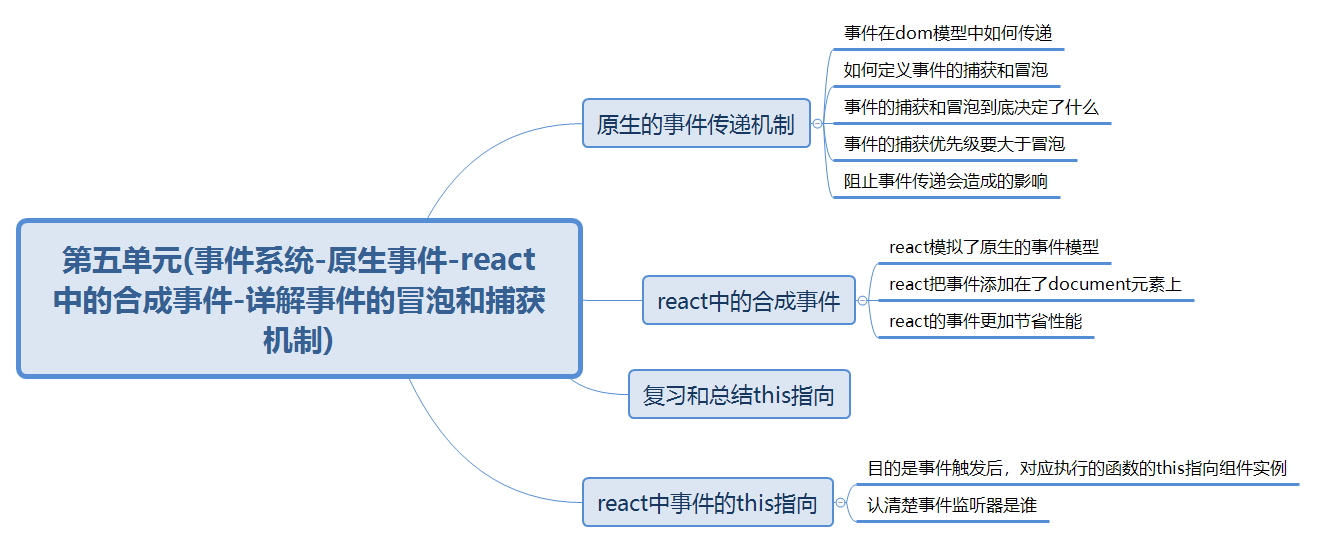 第五单元(事件系统-原生事件-react
中的合成事件-详解事件的冒泡和捕获
机制)
原生的事件传递机制
事件在dom模型中如何传递
如何定义事件的捕获和冒泡
事件的捕获和冒泡到底决定了什么
事件的捕获优先级要大于冒泡
阻止事件传递会造成的影响
react中的合成事件
react模拟了原生的事件模型
react把事件添加在了document元素上
react的事件更加节省性能
复习和总结this指向
react中事件的this指向
目的是事件触发后，对应执行的函数的this指向组件实例
认清楚事件监听器是谁